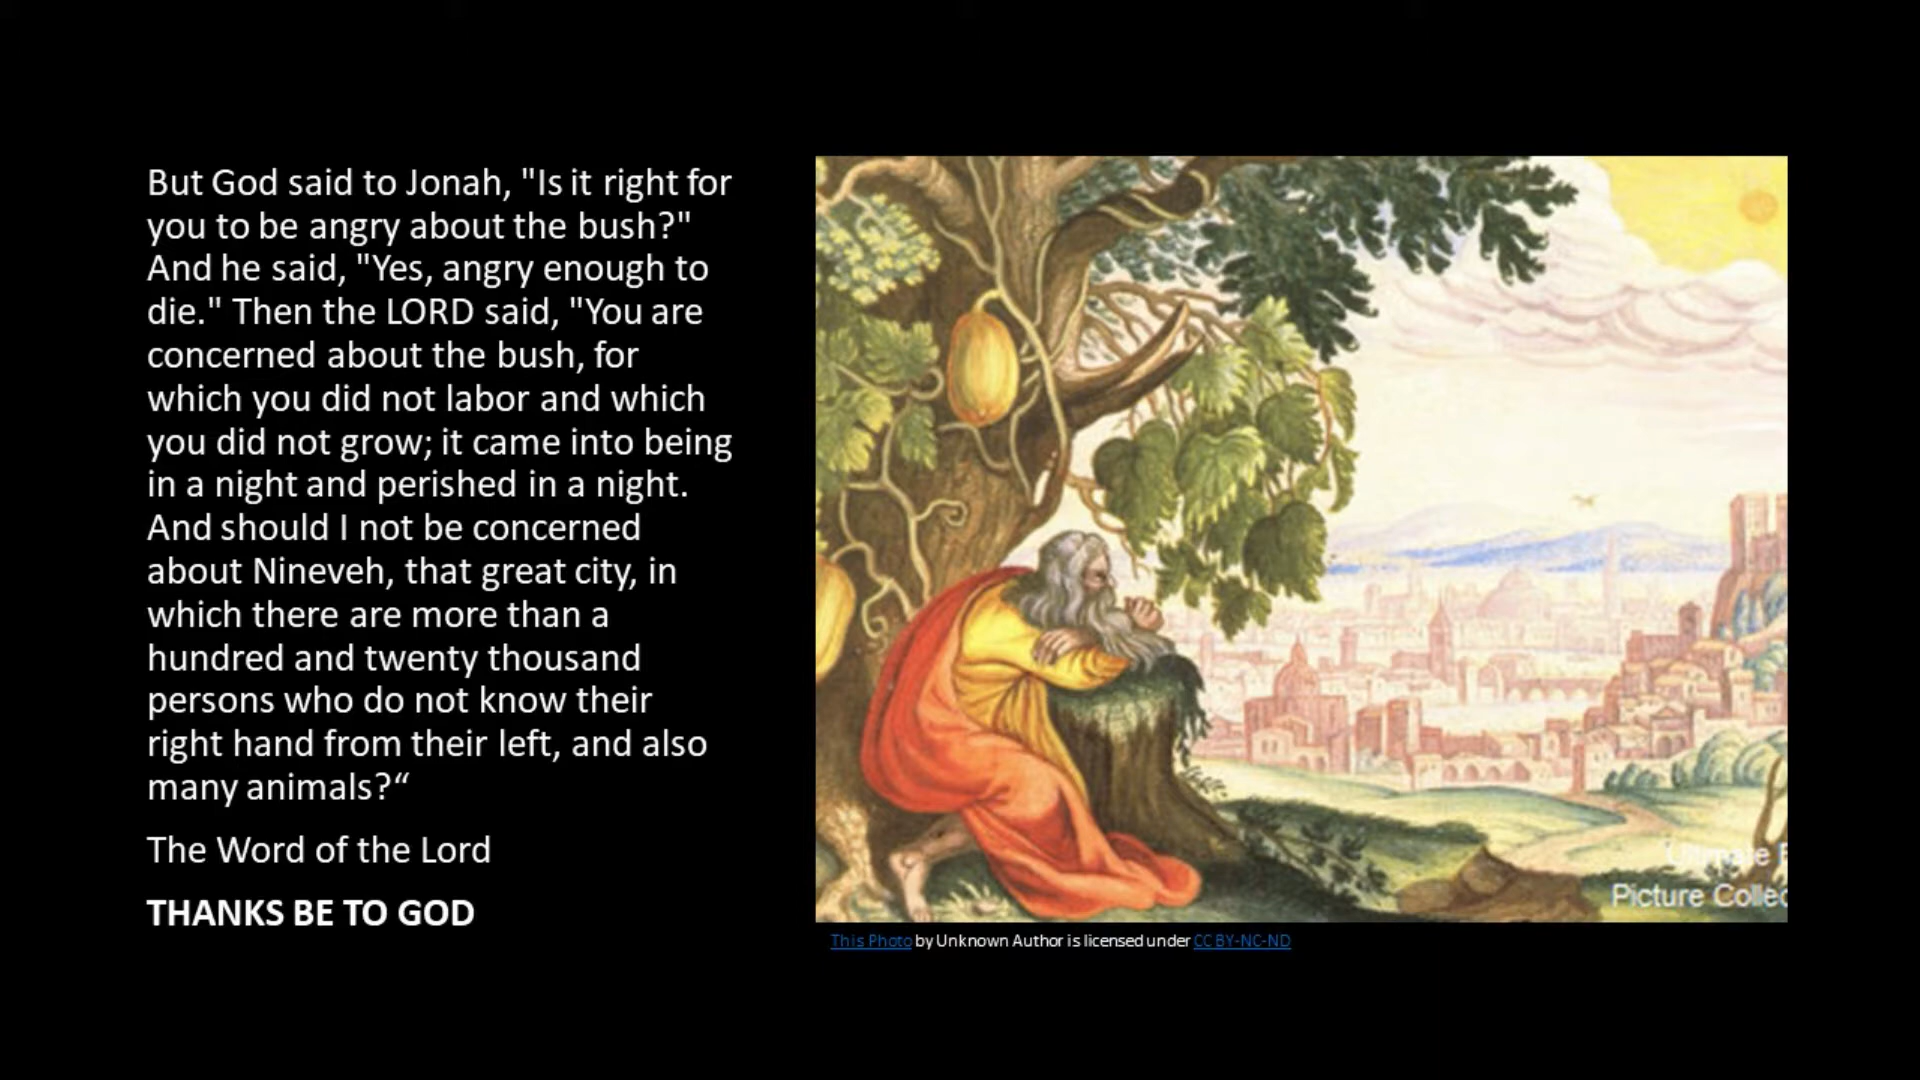 But God said to Jonah, "Is it right for
you to be angry about the bush?"
And he said, "Yes, angry enough to
die." Then the LORD said, "You are
concerned about the bush, for
which you did not labor and which
you did not grow; it came into being
in a night and perished in a night.
And should I not be concerned
about Nineveh, that great city, in
which there are more than a
hundred and twenty thousand
persons who do not know their
right hand from their left, and also
many animals?“
The Word of the Lord
THANKS BE TO GOD
Picture
This Photo by Unknown Author is licensed under CC BY-NC-ND